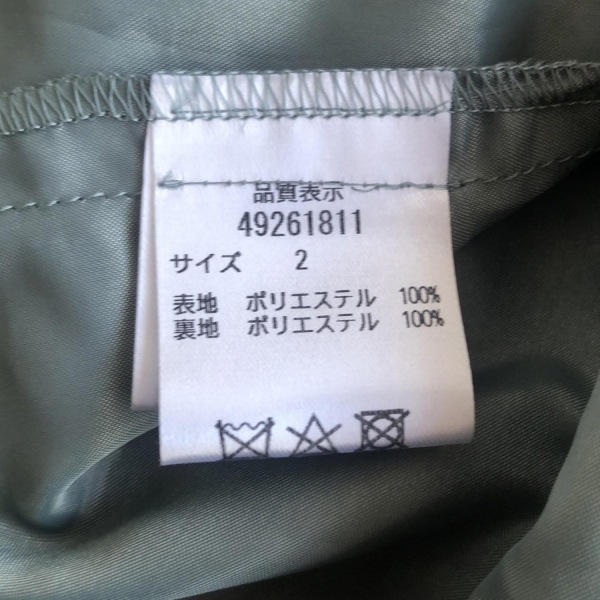 品質表示
49261811
サイズ 2
表地 ポリエステル 100%
裏地 ポリエステル 100%